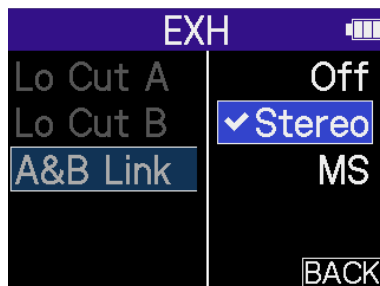 EXH
Lo Cut A
Lo Cut B
A&B Link
Off
Stereo
MS
BACK